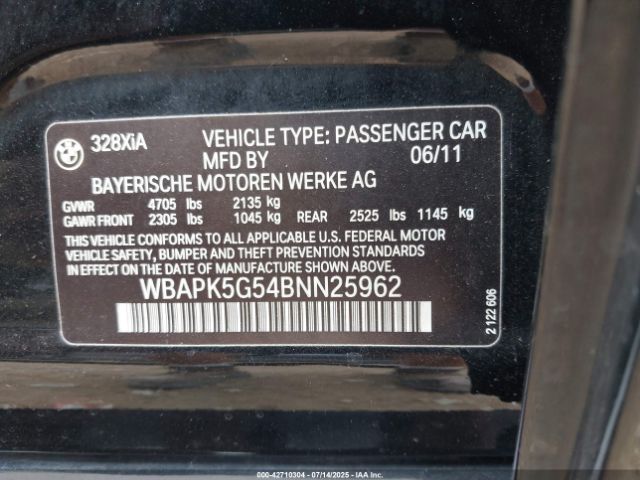 328XiA VEHICLE TYPE: PASSENGER CAR
MFD BY 06/11
BAYERISCHE MOTOREN WERKE AG
GVWR 4705 lbs 2135 kg
GAWR FRONT 2305 lbs 1045 kg REAR 2525 lbs 1145 kg
THIS VEHICLE CONFORMS TO ALL APPLICABLE U.S. FEDERAL MOTOR
VEHICLE SAFETY, BUMPER AND THEFT PREVENTION STANDARDS
IN EFFECT ON THE DATE OF MANUFACTURE SHOWN ABOVE.
WBAPK5G54BNN25962
2 122 606
000-42710304 - 07/14/2025 - IAAI, Inc.